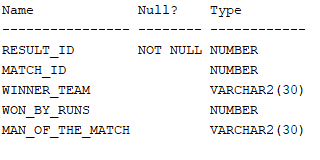 Name Null? Type
---------------- -------- ------------
RESULT_ID NOT NULL NUMBER
MATCH_ID NUMBER
WINNER_TEAM VARCHAR2(30)
WON_BY_RUNS NUMBER
MAN_OF_THE_MATCH VARCHAR2(30)